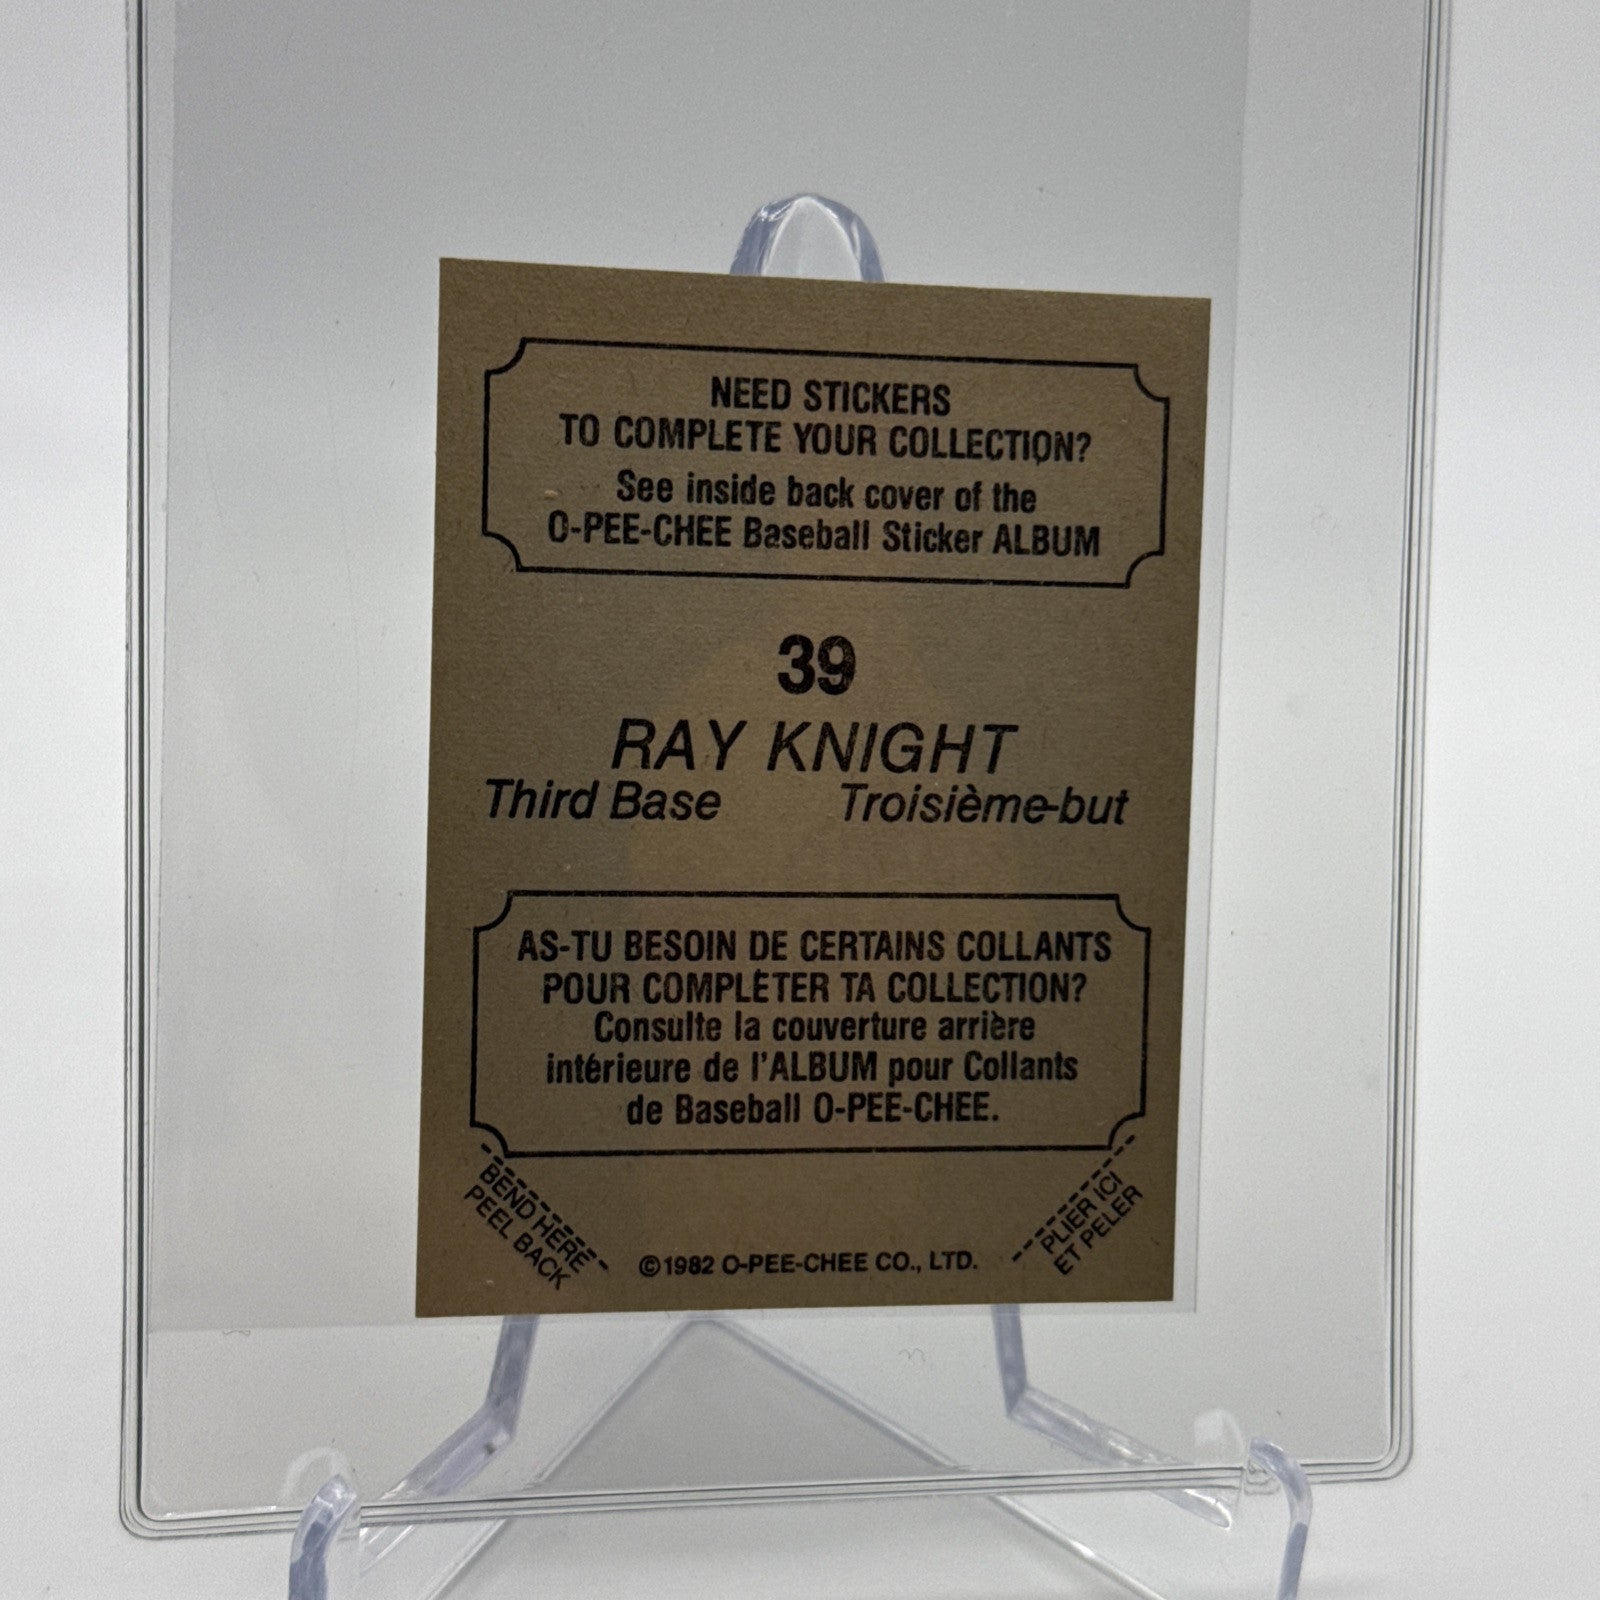 NEED STICKERS
TO COMPLETE YOUR COLLECTION?
See inside back cover of the
O-PEE-CHEE Baseball Sticker ALBUM
39
RAY KNIGHT
Third Base Troisième-but
AS-TU BESOIN DE CERTAINS COLLANTS
POUR COMPLÉTER TA COLLECTION?
Consulte la couverture arrière
intérieure de l'ALBUM pour Collants
de Baseball O-PEE-CHEE.
BEND HERE
PEEL BACK
©1982 O-PEE-CHEE CO., LTD.
PLIER ICI
ET PELER